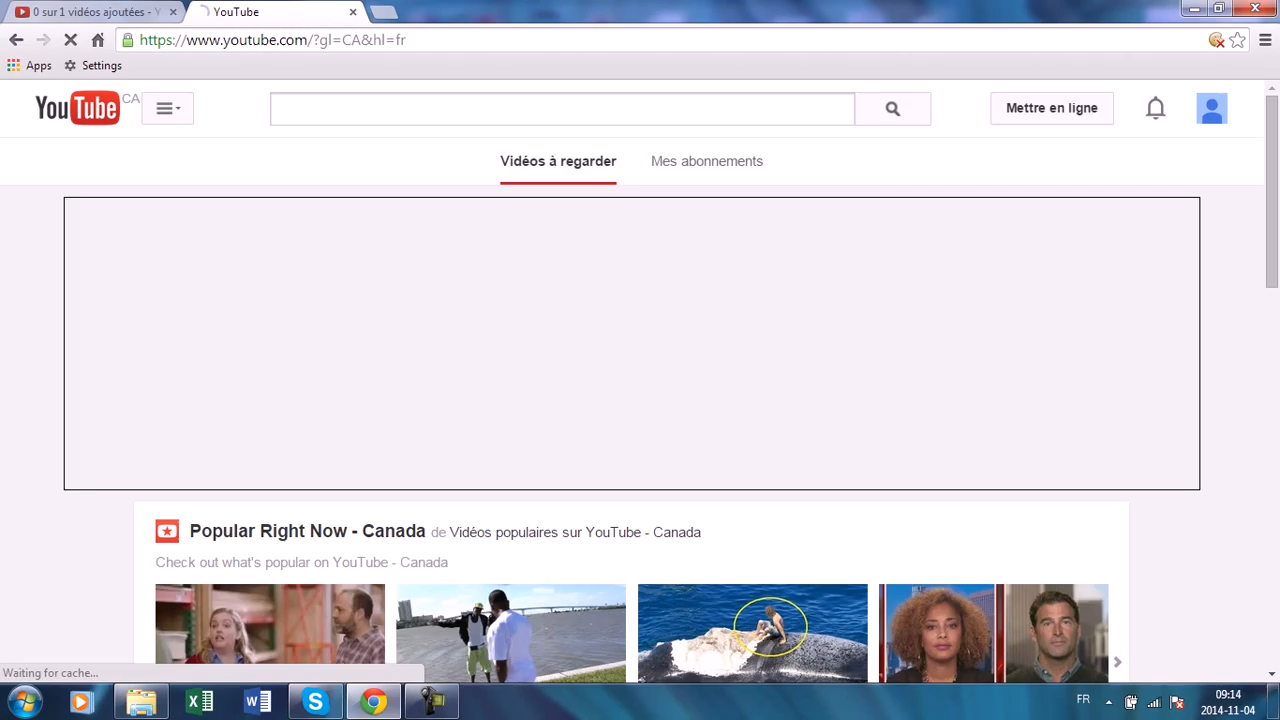 0 sur 1 vidéos ajoutées - Y
YouTube
https://www.youtube.com/?gl=CA&hl=fr
Apps
Settings
YouTube CA
Mettre en ligne
Vidéos à regarder
Mes abonnements
Popular Right Now - Canada de Vidéos populaires sur YouTube - Canada
Check out what's popular on YouTube - Canada
Waiting for cache...
FR
09:14
2014-11-04